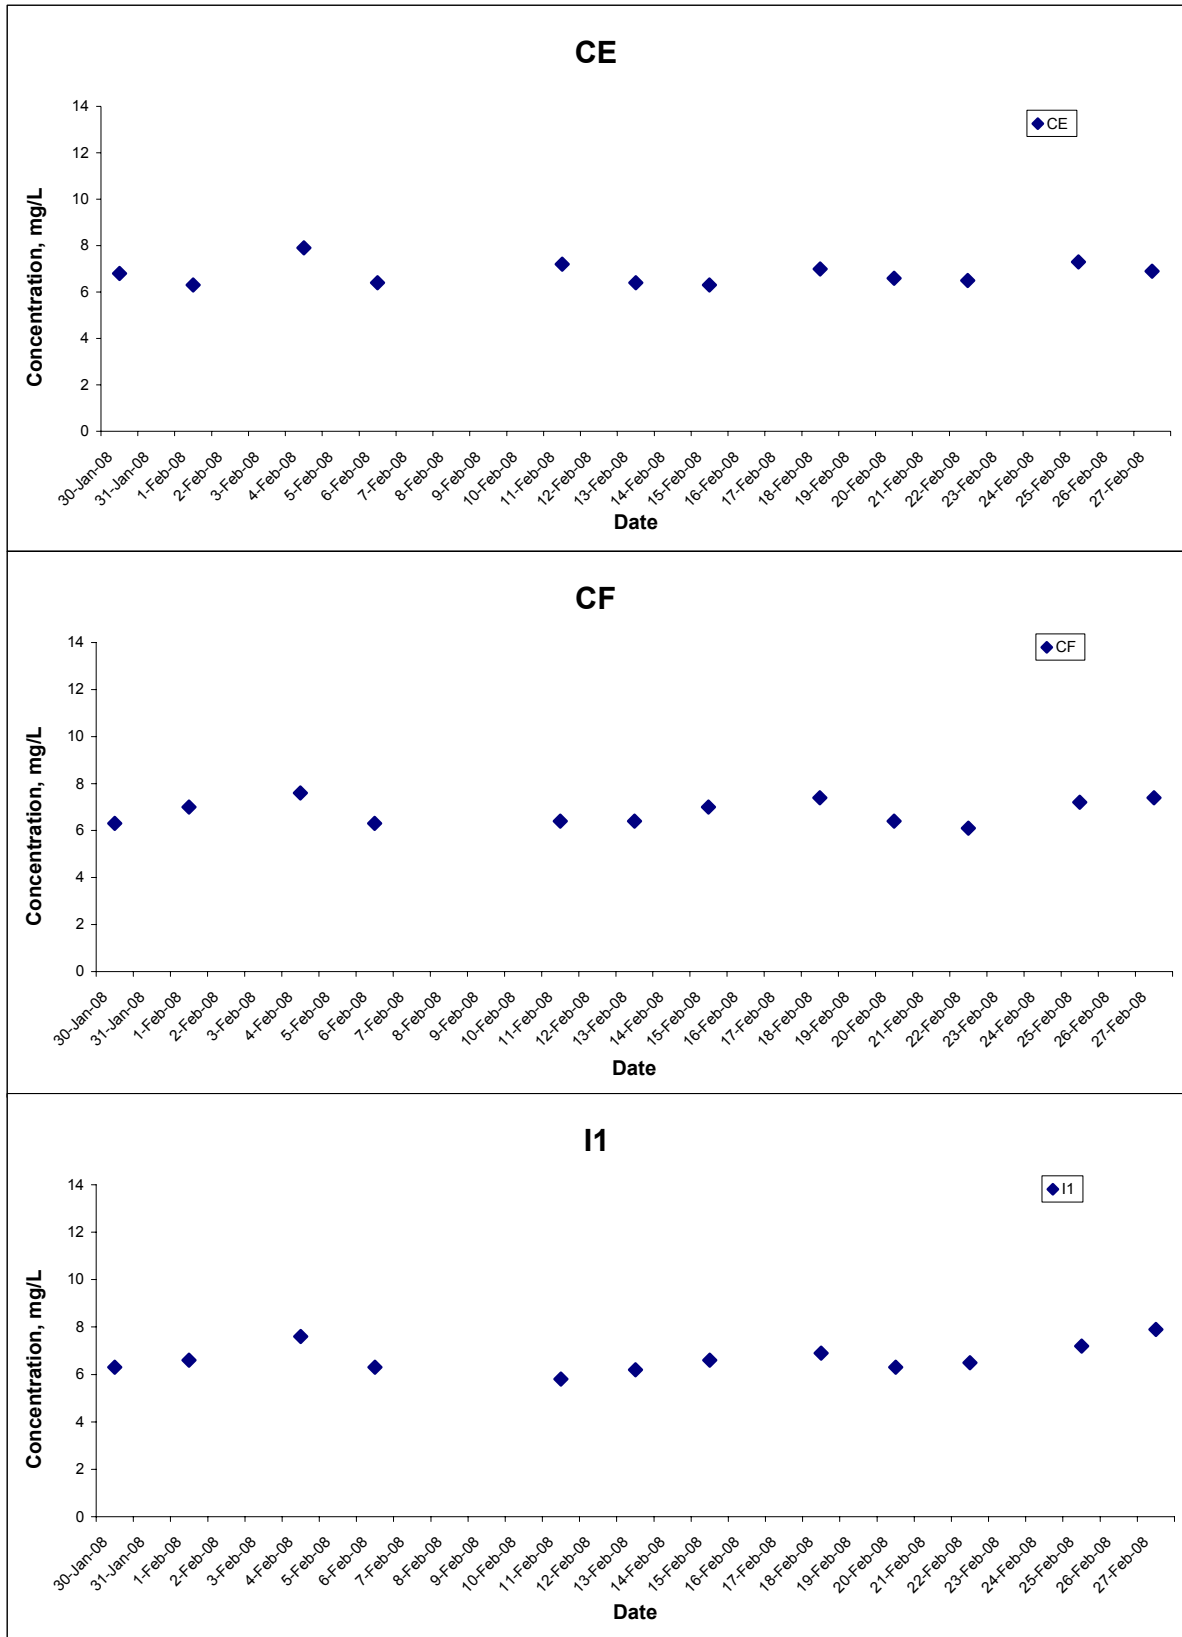 CE
CE
14
12
10
8
6
4
2
0
Concentration, mg/L
30-Jan-08
31-Jan-08
1-Feb-08
2-Feb-08
3-Feb-08
4-Feb-08
5-Feb-08
6-Feb-08
7-Feb-08
8-Feb-08
9-Feb-08
10-Feb-08
11-Feb-08
12-Feb-08
13-Feb-08
14-Feb-08
15-Feb-08
16-Feb-08
17-Feb-08
18-Feb-08
19-Feb-08
20-Feb-08
21-Feb-08
22-Feb-08
23-Feb-08
24-Feb-08
25-Feb-08
26-Feb-08
27-Feb-08
Date
CF
CF
14
12
10
8
6
4
2
0
Concentration, mg/L
30-Jan-08
31-Jan-08
1-Feb-08
2-Feb-08
3-Feb-08
4-Feb-08
5-Feb-08
6-Feb-08
7-Feb-08
8-Feb-08
9-Feb-08
10-Feb-08
11-Feb-08
12-Feb-08
13-Feb-08
14-Feb-08
15-Feb-08
16-Feb-08
17-Feb-08
18-Feb-08
19-Feb-08
20-Feb-08
21-Feb-08
22-Feb-08
23-Feb-08
24-Feb-08
25-Feb-08
26-Feb-08
27-Feb-08
Date
I1
I1
14
12
10
8
6
4
2
0
Concentration, mg/L
30-Jan-08
31-Jan-08
1-Feb-08
2-Feb-08
3-Feb-08
4-Feb-08
5-Feb-08
6-Feb-08
7-Feb-08
8-Feb-08
9-Feb-08
10-Feb-08
11-Feb-08
12-Feb-08
13-Feb-08
14-Feb-08
15-Feb-08
16-Feb-08
17-Feb-08
18-Feb-08
19-Feb-08
20-Feb-08
21-Feb-08
22-Feb-08
23-Feb-08
24-Feb-08
25-Feb-08
26-Feb-08
27-Feb-08
Date